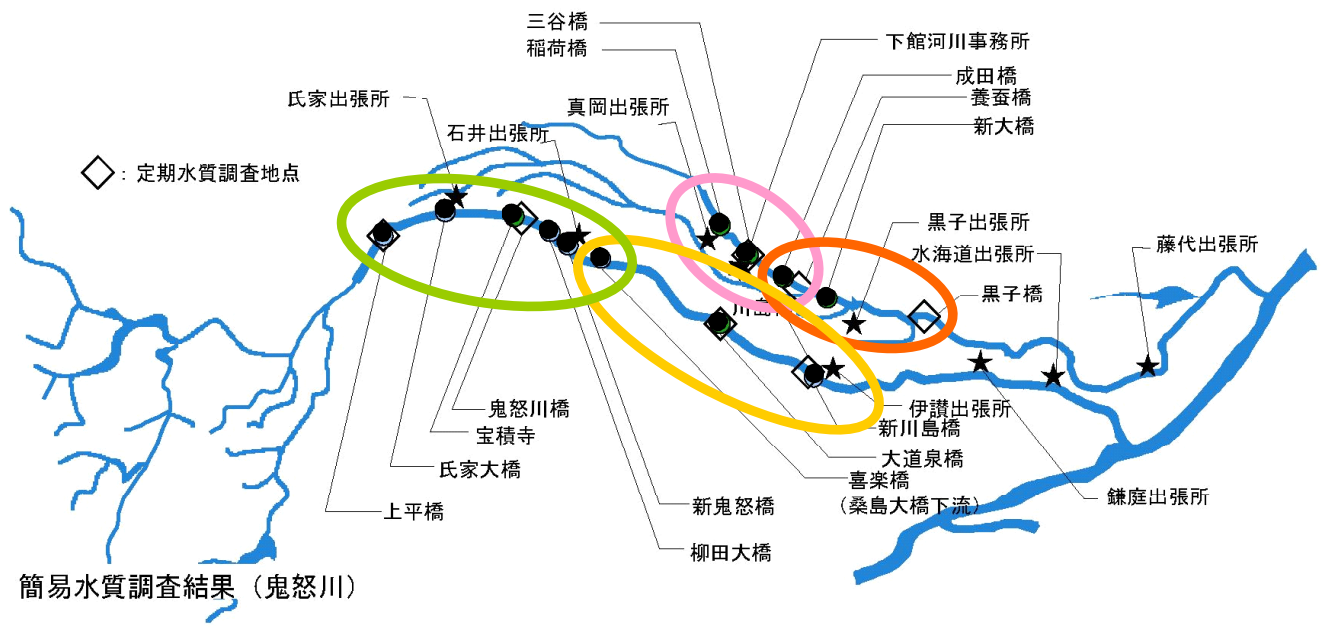 三谷橋
稲荷橋
下館河川事務所
成田橋
養蚕橋
新大橋
氏家出張所
真岡出張所
石井出張所
◇：定期水質調査地点
黒子出張所
水海道出張所
藤代出張所
黒子橋
川島
伊讃出張所
新川島橋
大道泉橋
喜楽橋
（桑島大橋下流）
鎌庭出張所
鬼怒川橋
宝積寺
氏家大橋
上平橋
新鬼怒橋
柳田大橋
簡易水質調査結果（鬼怒川）